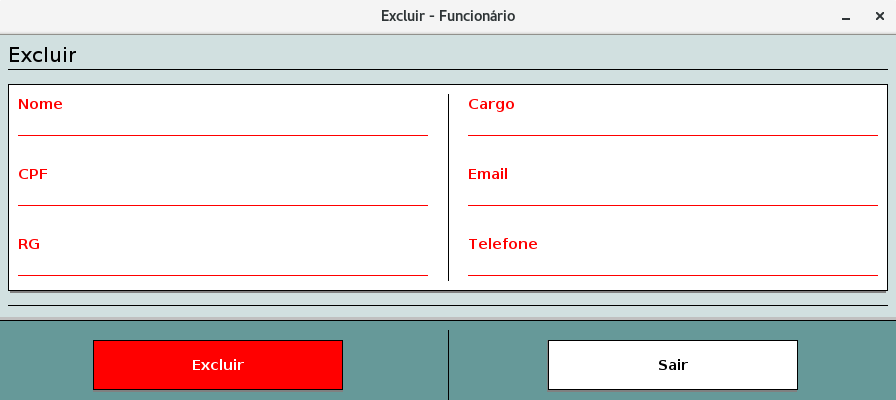 Excluir - Funcionário
Excluir
Nome
Cargo
CPF
Email
RG
Telefone
Excluir
Sair